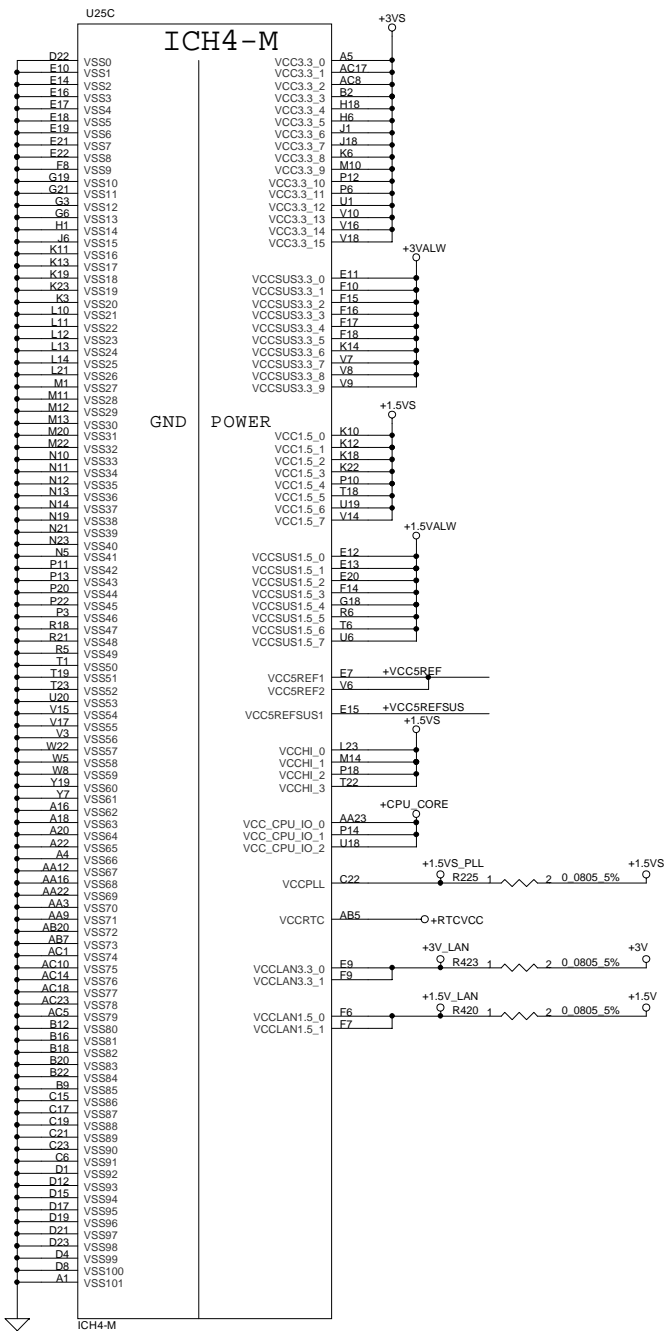 U25C
ICH4-M
GND
POWER
D22 VSS0
E10 VSS1
E14 VSS2
E16 VSS3
E17 VSS4
E18 VSS5
E19 VSS6
E21 VSS7
E22 VSS8
F8 VSS9
G19 VSS10
G21 VSS11
G3 VSS12
G6 VSS13
H1 VSS14
J6 VSS15
K11 VSS16
K13 VSS17
K19 VSS18
K23 VSS19
K3 VSS20
L10 VSS21
L11 VSS22
L12 VSS23
L13 VSS24
L14 VSS25
L21 VSS26
M1 VSS27
M11 VSS28
M12 VSS29
M13 VSS30
M20 VSS31
M22 VSS32
N10 VSS33
N11 VSS34
N12 VSS35
N13 VSS36
N14 VSS37
N19 VSS38
N21 VSS39
N23 VSS40
N5 VSS41
P11 VSS42
P13 VSS43
P20 VSS44
P22 VSS45
P3 VSS46
R18 VSS47
R21 VSS48
R5 VSS49
T1 VSS50
T19 VSS51
T23 VSS52
U20 VSS53
V15 VSS54
V17 VSS55
V3 VSS56
W22 VSS57
W5 VSS58
W8 VSS59
Y19 VSS60
Y7 VSS61
A16 VSS62
A18 VSS63
A20 VSS64
A22 VSS65
A4 VSS66
AA12 VSS67
AA16 VSS68
AA22 VSS69
AA3 VSS70
AA9 VSS71
AB20 VSS72
AB7 VSS73
AC1 VSS74
AC10 VSS75
AC14 VSS76
AC18 VSS77
AC23 VSS78
AC5 VSS79
B12 VSS80
B16 VSS81
B18 VSS82
B20 VSS83
B22 VSS84
B9 VSS85
C15 VSS86
C17 VSS87
C19 VSS88
C21 VSS89
C23 VSS90
C6 VSS91
D1 VSS92
D12 VSS93
D15 VSS94
D17 VSS95
D19 VSS96
D21 VSS97
D23 VSS98
D4 VSS99
D8 VSS100
A1 VSS101
+3VS
VCC3.3_0 A5
VCC3.3_1 AC17
VCC3.3_2 AC8
VCC3.3_3 B2
VCC3.3_4 H18
VCC3.3_5 H6
VCC3.3_6 J1
VCC3.3_7 J18
VCC3.3_8 K6
VCC3.3_9 M10
VCC3.3_10 P12
VCC3.3_11 P6
VCC3.3_12 U1
VCC3.3_13 V10
VCC3.3_14 V16
VCC3.3_15 V18
+3VALW
VCCSUS3.3_0 E11
VCCSUS3.3_1 F10
VCCSUS3.3_2 F15
VCCSUS3.3_3 F16
VCCSUS3.3_4 F17
VCCSUS3.3_5 F18
VCCSUS3.3_6 K14
VCCSUS3.3_7 V7
VCCSUS3.3_8 V8
VCCSUS3.3_9 V9
+1.5VS
VCC1.5_0 K10
VCC1.5_1 K12
VCC1.5_2 K18
VCC1.5_3 K22
VCC1.5_4 P10
VCC1.5_5 T18
VCC1.5_6 U19
VCC1.5_7 V14
+1.5VALW
VCCSUS1.5_0 E12
VCCSUS1.5_1 E13
VCCSUS1.5_2 E20
VCCSUS1.5_3 F14
VCCSUS1.5_4 G18
VCCSUS1.5_5 R6
VCCSUS1.5_6 T6
VCCSUS1.5_7 U6
VCC5REF1 E7 +VCC5REF
VCC5REF2 V6
VCC5REFSUS1 E15 +VCC5REFSUS
+1.5VS
VCCHI_0 L23
VCCHI_1 M14
VCCHI_2 P18
VCCHI_3 T22
+CPU_CORE
VCC_CPU_IO_0 AA23
VCC_CPU_IO_1 P14
VCC_CPU_IO_2 U18
+1.5VS_PLL +1.5VS
VCCPLL C22 R225 1 2 0_0805_5%
VCCRTC AB5 +RTCVCC
+3V_LAN +3V
VCCLAN3.3_0 E9 R423 1 2 0_0805_5%
VCCLAN3.3_1 F9
+1.5V_LAN +1.5V
VCCLAN1.5_0 F6 R420 1 2 0_0805_5%
VCCLAN1.5_1 F7
ICH4-M